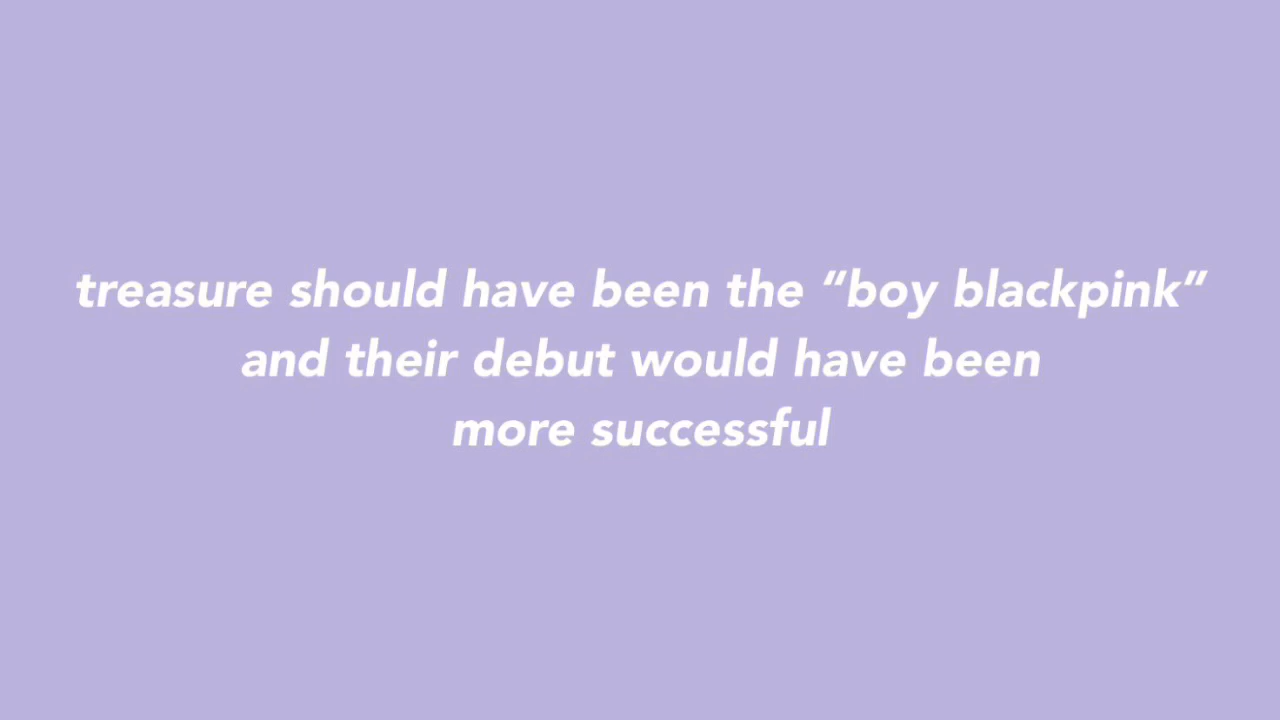 treasure should have been the “boy blackpink”
and their debut would have been
more successful